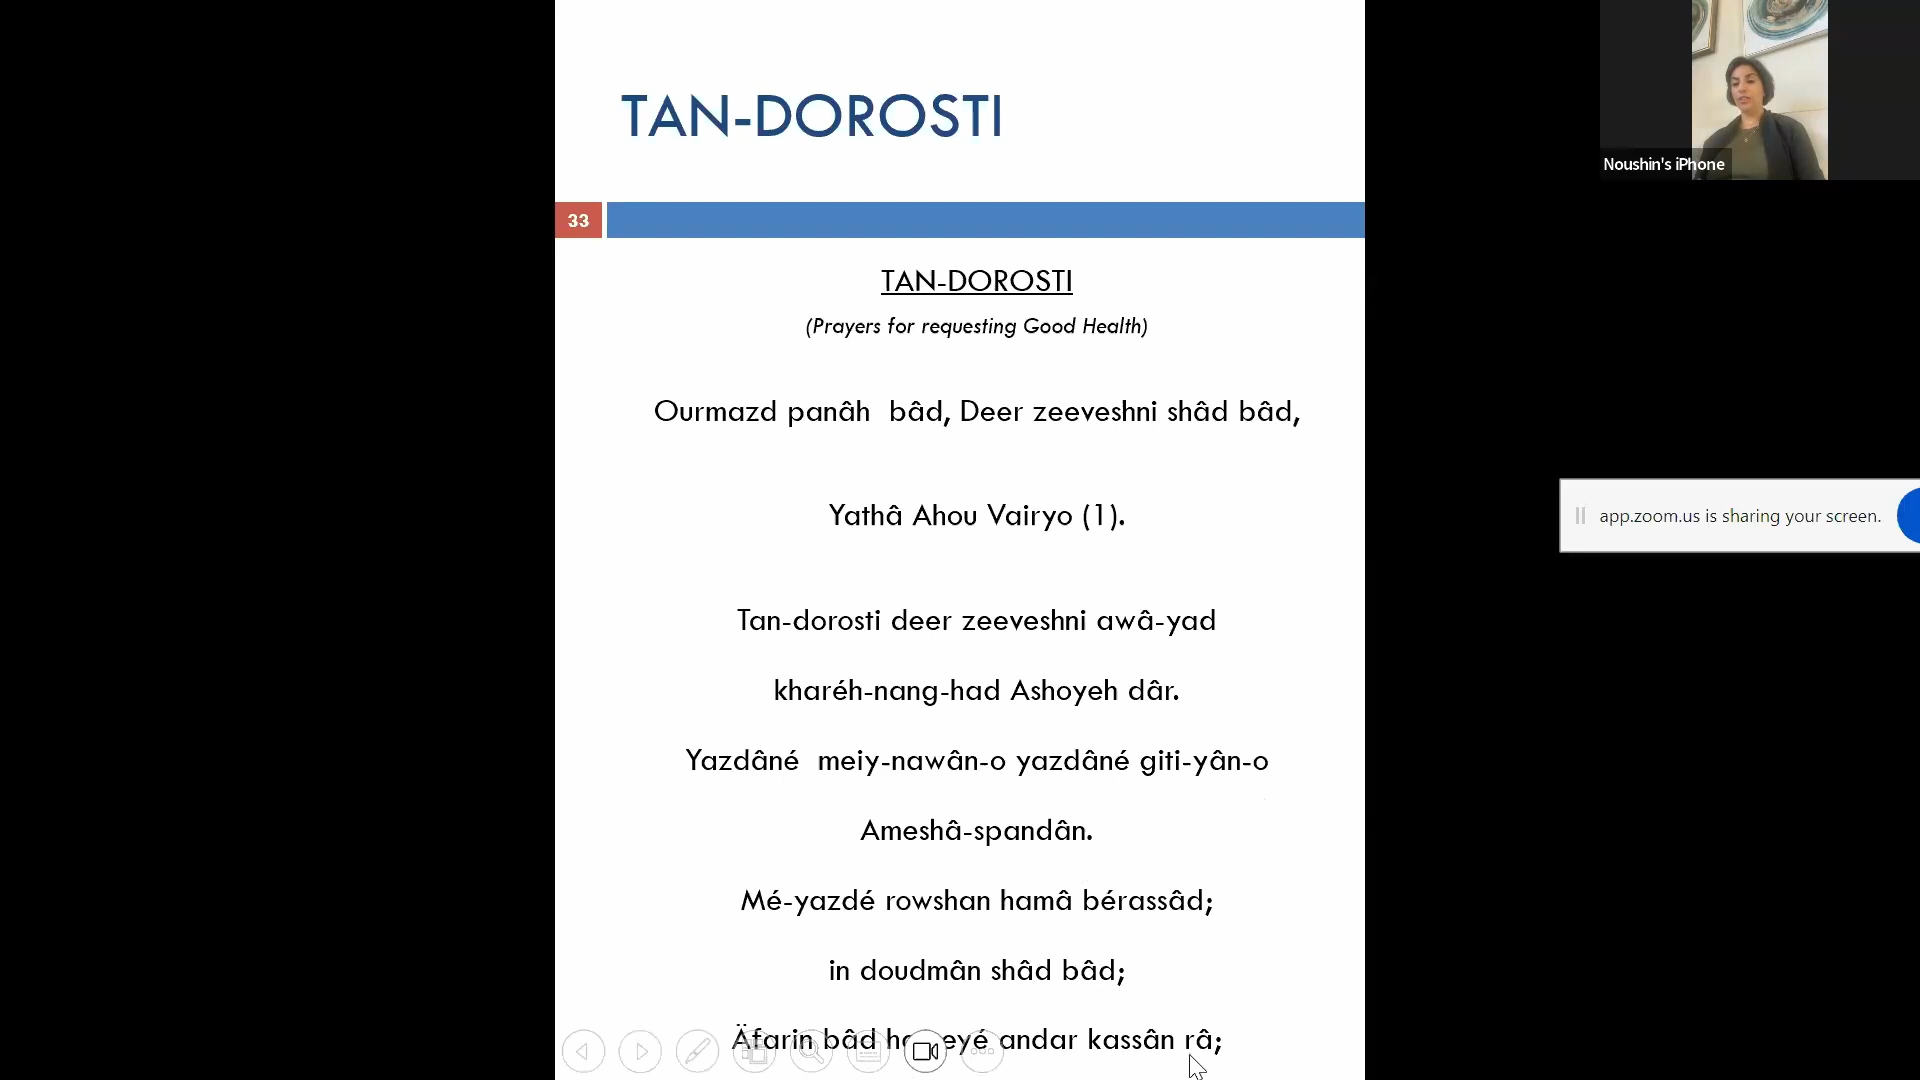 TAN-DOROSTI
33
TAN-DOROSTI
(Prayers for requesting Good Health)
Ourmazd panâh bâd, Deer zeeveshni shâd bâd,
Yathâ Ahou Vairyo (1).
Tan-dorosti deer zeeveshni awâ-yad
kharéh-nang-had Ashoyeh dâr.
Yazdâné meiy-nawân-o yazdâné giti-yân-o
Ameshâ-spandân.
Mé-yazdé rowshan hamâ bérassâd;
in doudmân shâd bâd;
Äfarin bâd andar kassân râ;
Noushin's iPhone
app.zoom.us is sharing your screen.